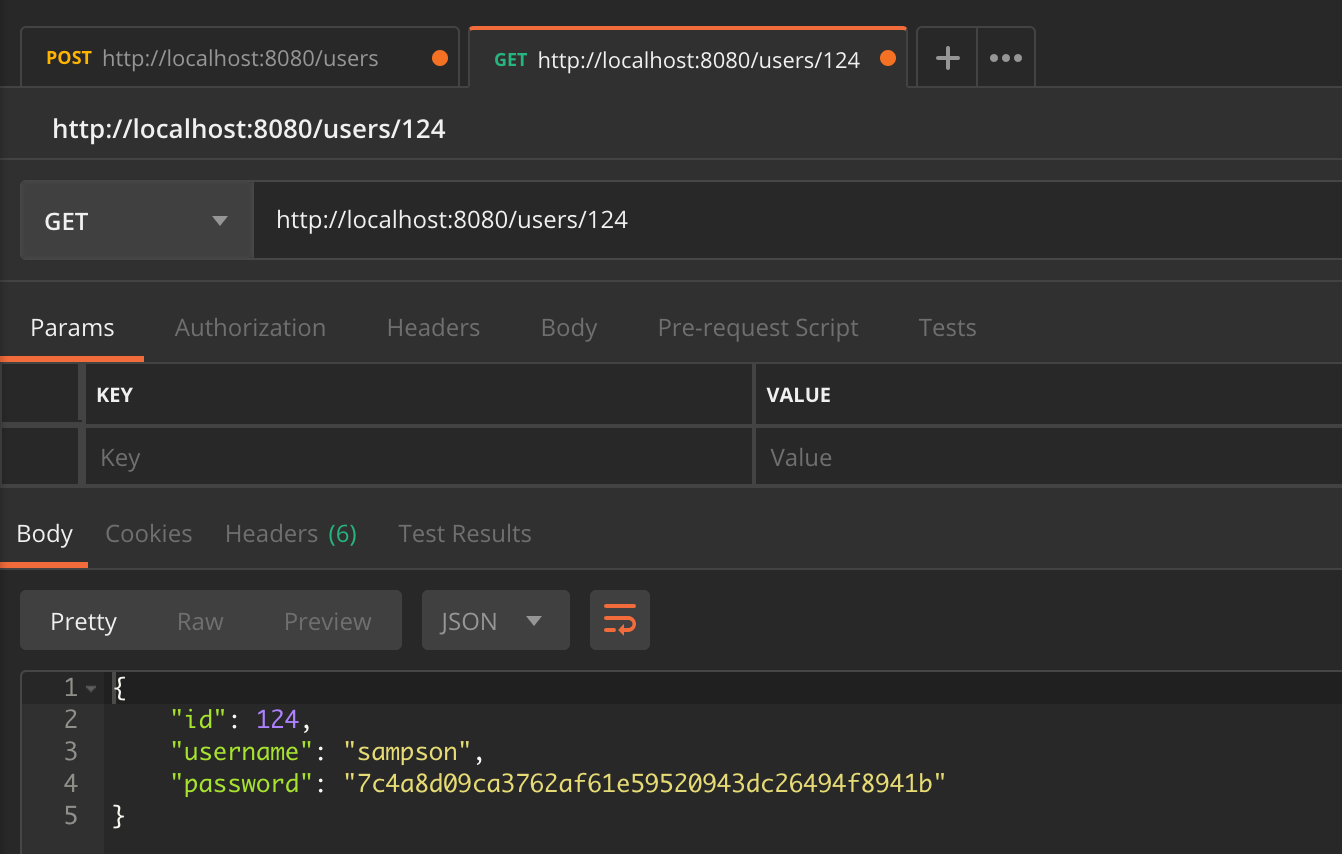 POST http://localhost:8080/users GET http://localhost:8080/users/124
http://localhost:8080/users/124
GET http://localhost:8080/users/124
Params Authorization Headers Body Pre-request Script Tests
KEY VALUE
Key Value
Body Cookies Headers (6) Test Results
Pretty Raw Preview JSON
1 {
2 "id": 124,
3 "username": "sampson",
4 "password": "7c4a8d09ca3762af61e59520943dc26494f8941b"
5 }